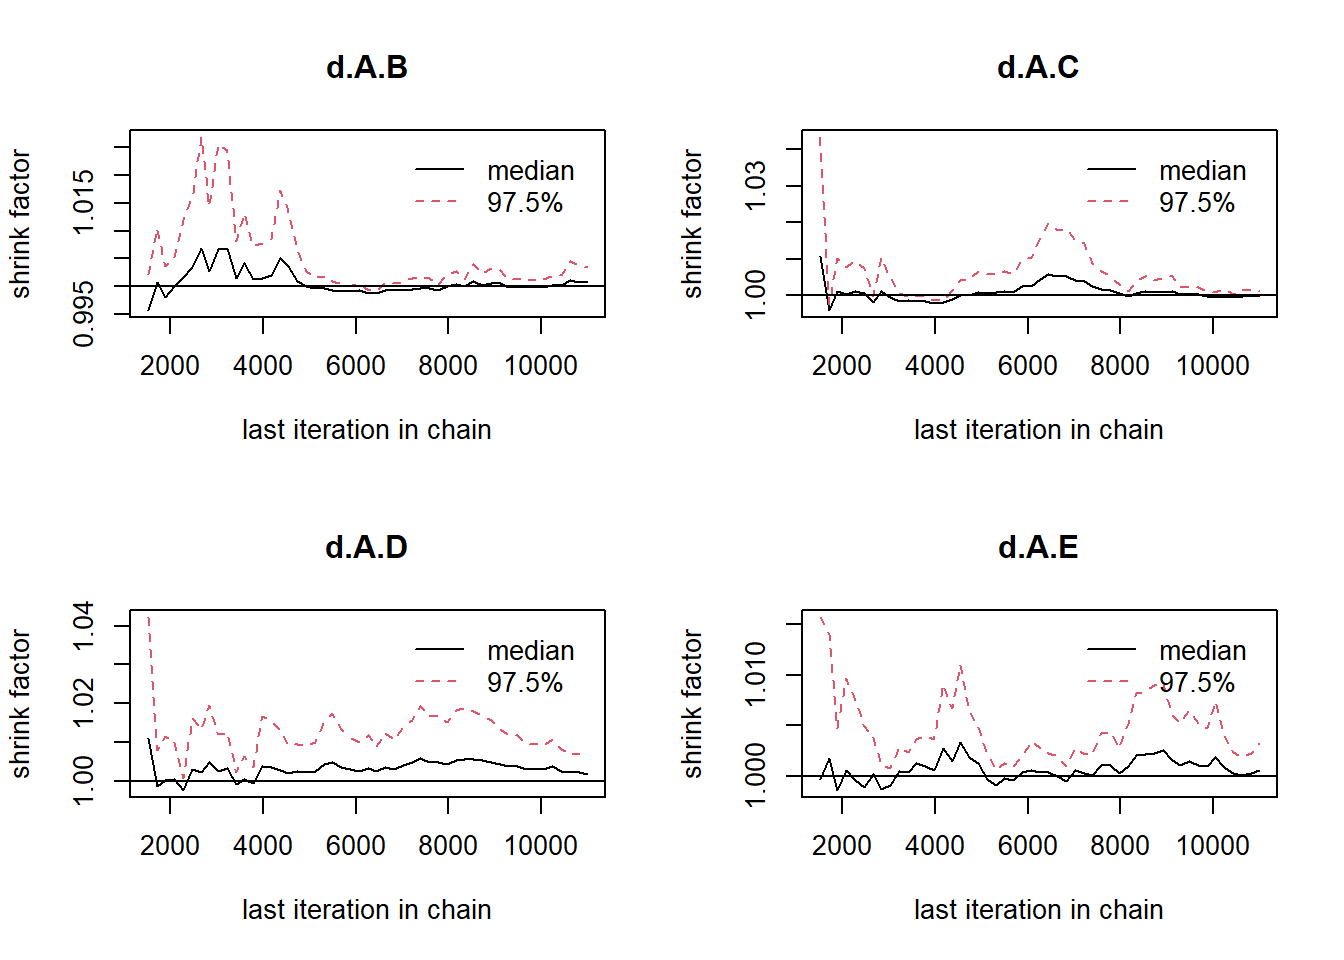 d.A.B
shrink factor
0.995
1.015
median
97.5%
2000 4000 6000 8000 10000
last iteration in chain
d.A.C
shrink factor
1.00
1.03
median
97.5%
2000 4000 6000 8000 10000
last iteration in chain
d.A.D
shrink factor
1.00
1.02
1.04
median
97.5%
2000 4000 6000 8000 10000
last iteration in chain
d.A.E
shrink factor
1.000
1.010
median
97.5%
2000 4000 6000 8000 10000
last iteration in chain